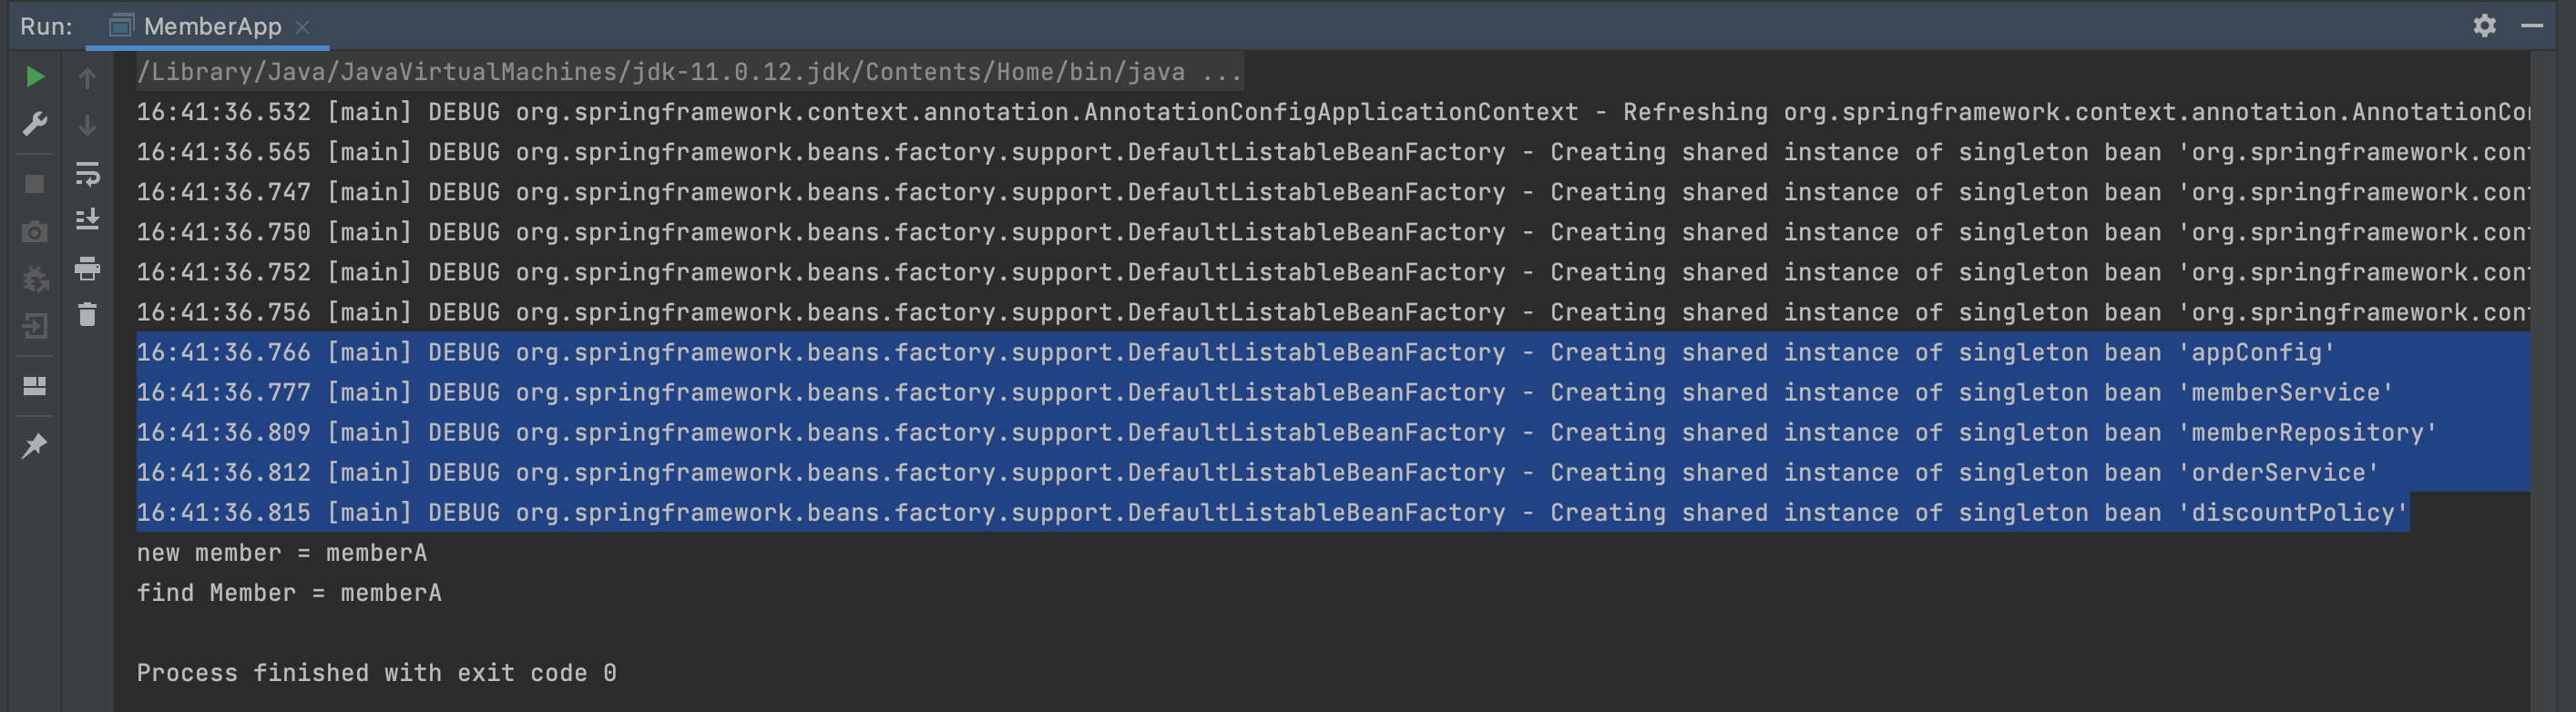 Run: MemberApp
/Library/Java/JavaVirtualMachines/jdk-11.0.12.jdk/Contents/Home/bin/java ...
16:41:36.532 [main] DEBUG org.springframework.context.annotation.AnnotationConfigApplicationContext - Refreshing org.springframework.context.annotation.AnnotationCon
16:41:36.565 [main] DEBUG org.springframework.beans.factory.support.DefaultListableBeanFactory - Creating shared instance of singleton bean 'org.springframework.cont
16:41:36.747 [main] DEBUG org.springframework.beans.factory.support.DefaultListableBeanFactory - Creating shared instance of singleton bean 'org.springframework.cont
16:41:36.750 [main] DEBUG org.springframework.beans.factory.support.DefaultListableBeanFactory - Creating shared instance of singleton bean 'org.springframework.cont
16:41:36.752 [main] DEBUG org.springframework.beans.factory.support.DefaultListableBeanFactory - Creating shared instance of singleton bean 'org.springframework.cont
16:41:36.756 [main] DEBUG org.springframework.beans.factory.support.DefaultListableBeanFactory - Creating shared instance of singleton bean 'org.springframework.cont
16:41:36.766 [main] DEBUG org.springframework.beans.factory.support.DefaultListableBeanFactory - Creating shared instance of singleton bean 'appConfig'
16:41:36.777 [main] DEBUG org.springframework.beans.factory.support.DefaultListableBeanFactory - Creating shared instance of singleton bean 'memberService'
16:41:36.809 [main] DEBUG org.springframework.beans.factory.support.DefaultListableBeanFactory - Creating shared instance of singleton bean 'memberRepository'
16:41:36.812 [main] DEBUG org.springframework.beans.factory.support.DefaultListableBeanFactory - Creating shared instance of singleton bean 'orderService'
16:41:36.815 [main] DEBUG org.springframework.beans.factory.support.DefaultListableBeanFactory - Creating shared instance of singleton bean 'discountPolicy'
new member = memberA
find Member = memberA
Process finished with exit code 0